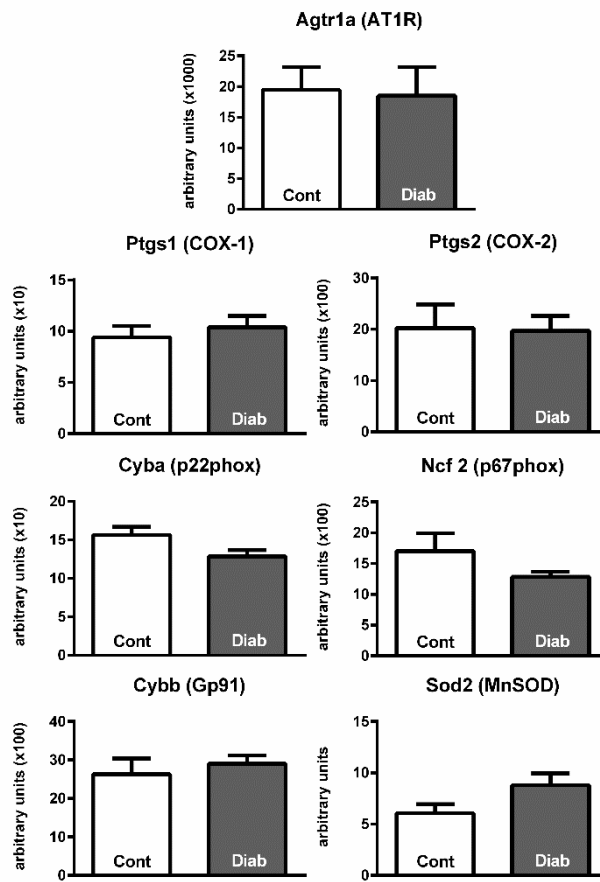 Agtr1a (AT1R)
arbitrary units (x1000)
25
20
15
10
5
0
Cont
Diab
Ptgs1 (COX-1)
arbitrary units (x10)
15
10
5
0
Cont
Diab
Ptgs2 (COX-2)
arbitrary units (x100)
30
20
10
0
Cont
Diab
Cyba (p22phox)
arbitrary units (x10)
20
15
10
5
0
Cont
Diab
Ncf 2 (p67phox)
arbitrary units (x100)
25
20
15
10
5
0
Cont
Diab
Cybb (Gp91)
arbitrary units (x100)
40
30
20
10
0
Cont
Diab
Sod2 (MnSOD)
arbitrary units
15
10
5
0
Cont
Diab